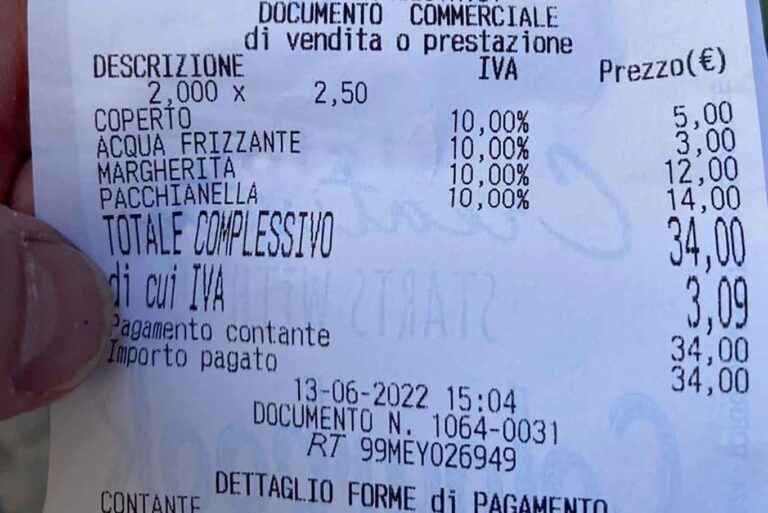 DOCUMENTO COMMERCIALE
di vendita o prestazione
DESCRIZIONE IVA Prezzo(€)
2,000 x 2,50
COPERTO 10,00% 5,00
ACQUA FRIZZANTE 10,00% 3,00
MARGHERITA 10,00% 12,00
PACCHIANELLA 10,00% 14,00
TOTALE COMPLESSIVO 34,00
di cui IVA 3,09
Pagamento contante 34,00
Importo pagato 34,00
13-06-2022 15:04
DOCUMENTO N. 1064-0031
RT 99MEY026949
DETTAGLIO FORME di PAGAMENTO
CONTANTE